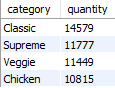 category quantity
Classic 14579
Supreme 11777
Veggie 11449
Chicken 10815